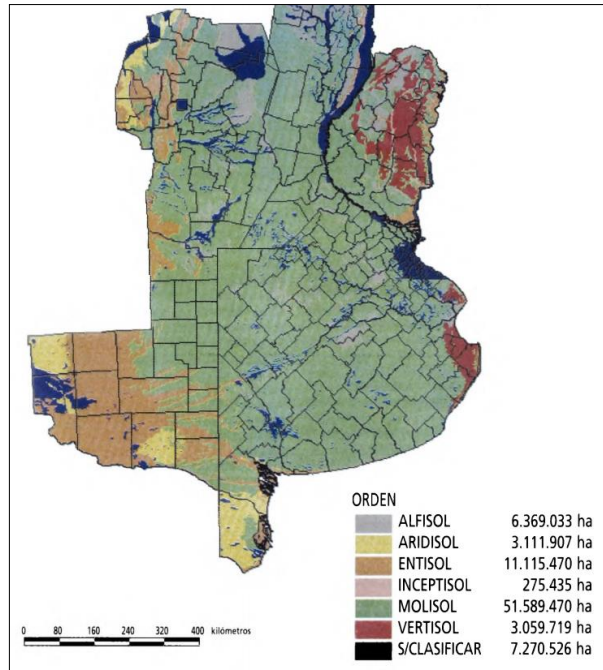 ORDEN
ALFISOL 6.369.033 ha
ARIDISOL 3.111.907 ha
ENTISOL 11.115.470 ha
INCEPTISOL 275.435 ha
MOLISOL 51.589.470 ha
VERTISOL 3.059.719 ha
S/CLASIFICAR 7.270.526 ha
0 80 160 240 320 400 kilómetros